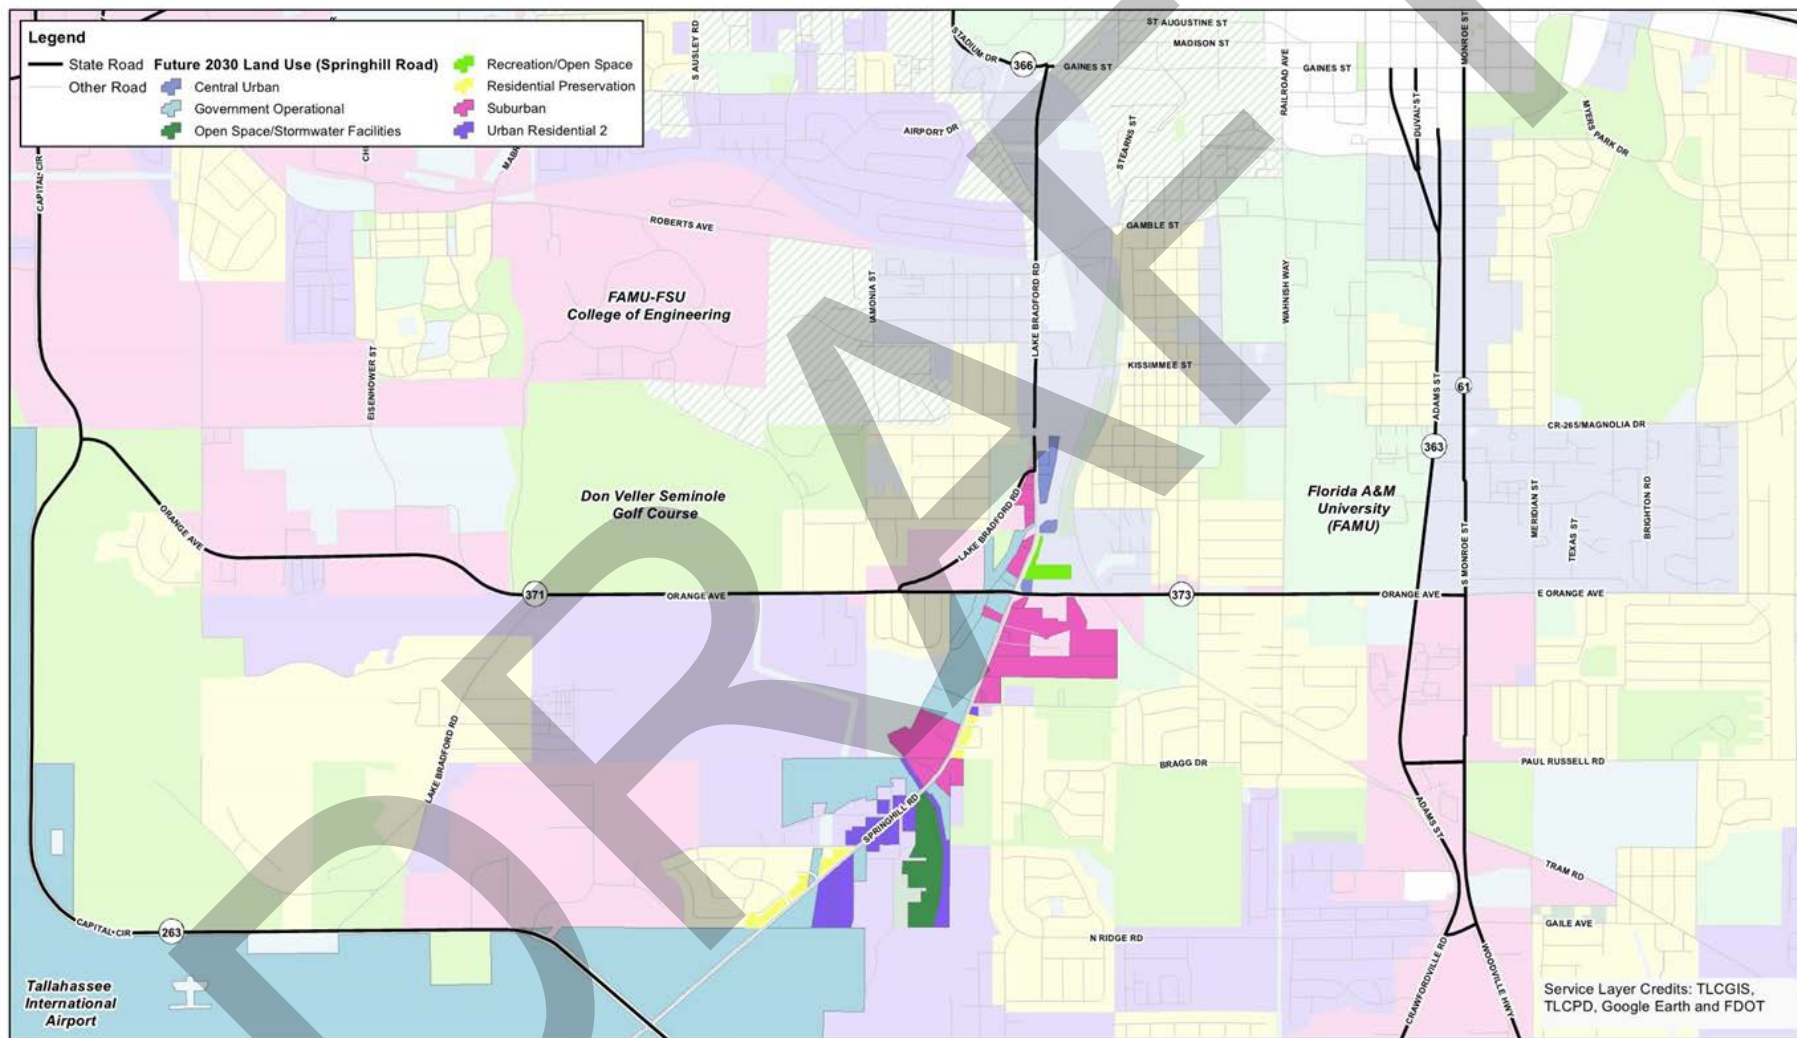 Legend
State Road
Other Road
Future 2030 Land Use (Springhill Road)
Central Urban
Government Operational
Open Space/Stormwater Facilities
Recreation/Open Space
Residential Preservation
Suburban
Urban Residential 2
S AUSLEY RD
STADIUM DR
366
GAINES ST
ST AUGUSTINE ST
MADISON ST
RAILROAD AVE
GAINES ST
MONROE ST
DUVAL ST
MYERS PARK DR
AIRPORT DR
STEARNS ST
CAPITAL CIR
ROBERTS AVE
GAMBLE ST
FAMU-FSU
College of Engineering
IAMONIA ST
LAKE BRADFORD RD
WAHNISH WAY
KISSIMMEE ST
EISENHOWER ST
ADAMS ST
61
363
CR-265/MAGNOLIA DR
Don Veller Seminole
Golf Course
Florida A&M
University
(FAMU)
ORANGE AVE
LAKE BRADFORD RD
S MONROE ST
MERIDIAN ST
TEXAS ST
BRIGHTON RD
371
ORANGE AVE
373
ORANGE AVE
E ORANGE AVE
LAKE BRADFORD RD
BRAGG DR
PAUL RUSSELL RD
SPRINGHILL RD
ADAMS ST
TRAM RD
CAPITAL CIR
263
N RIDGE RD
GAILE AVE
CRAWFORDVILLE RD
WOODVILLE HWY
Tallahassee
International
Airport
Service Layer Credits: TLCGIS,
TLCPD, Google Earth and FDOT
DRAFT